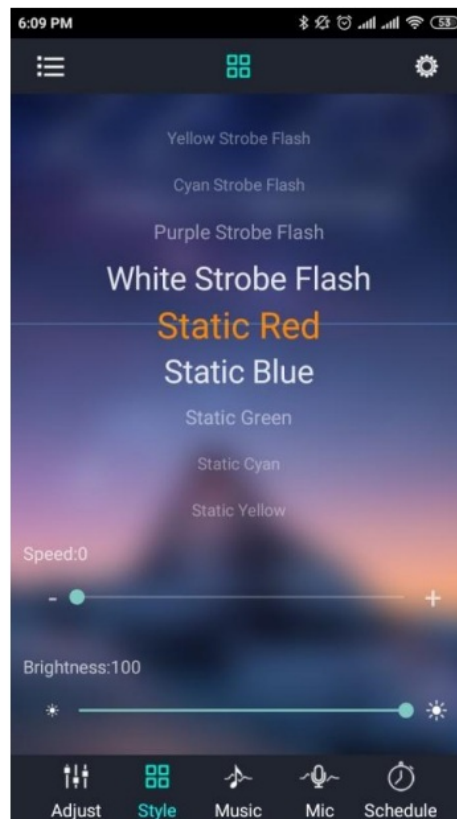 6:09 PM 53
Yellow Strobe Flash
Cyan Strobe Flash
Purple Strobe Flash
White Strobe Flash
Static Red
Static Blue
Static Green
Static Cyan
Static Yellow
Speed:0
- +
Brightness:100
Adjust Style Music Mic Schedule